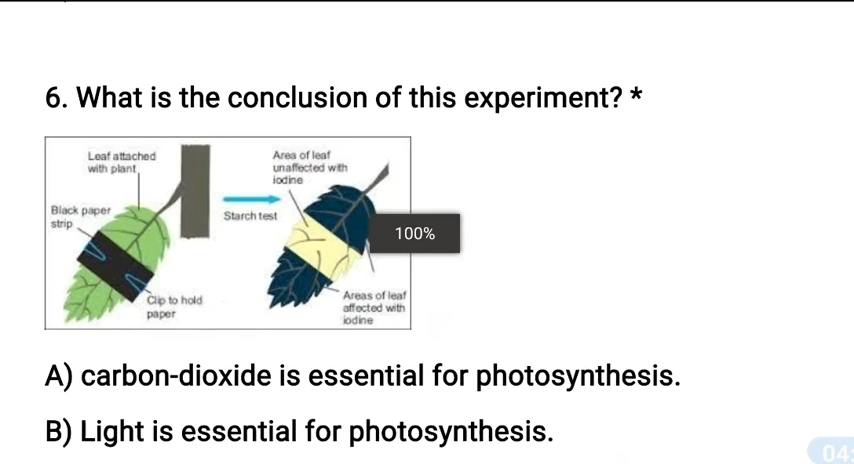 6. What is the conclusion of this experiment? *
Leaf attached
with plant
Area of leaf
unaffected with
iodine
Black paper
strip
Starch test
100%
Clip to hold
paper
Areas of leaf
affected with
iodine
A) carbon-dioxide is essential for photosynthesis.
B) Light is essential for photosynthesis.